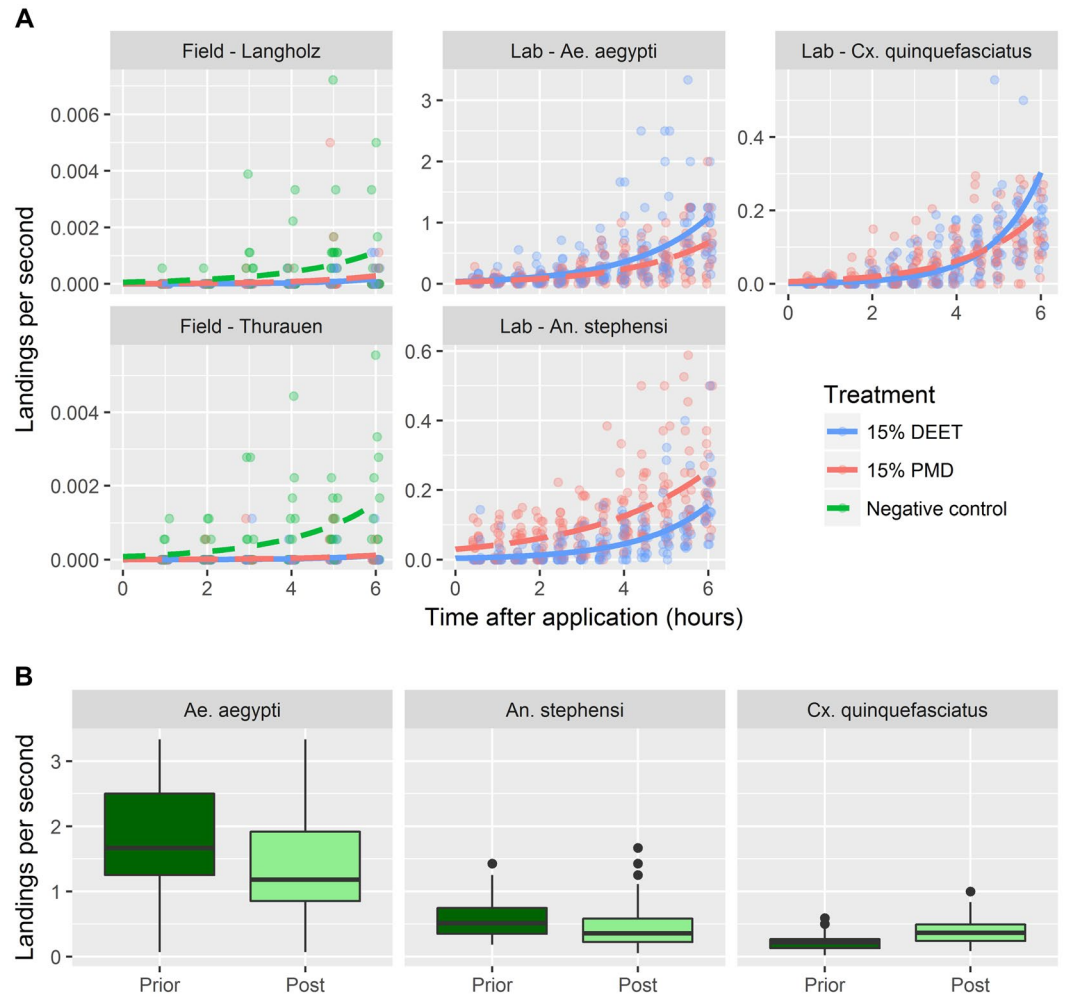 A
Field - Langholz
Lab - Ae. aegypti
Lab - Cx. quinquefasciatus
0.006
0.004
0.002
0.000
3
2
1
0
0.4
0.2
0.0
0 2 4 6
Landings per second
Field - Thurauen
Lab - An. stephensi
0.004
0.002
0.000
0 2 4 6
0.6
0.4
0.2
0.0
0 2 4 6
Time after application (hours)
Treatment
15% DEET
15% PMD
Negative control
B
Ae. aegypti
An. stephensi
Cx. quinquefasciatus
Landings per second
3
2
1
0
Prior Post
Prior Post
Prior Post